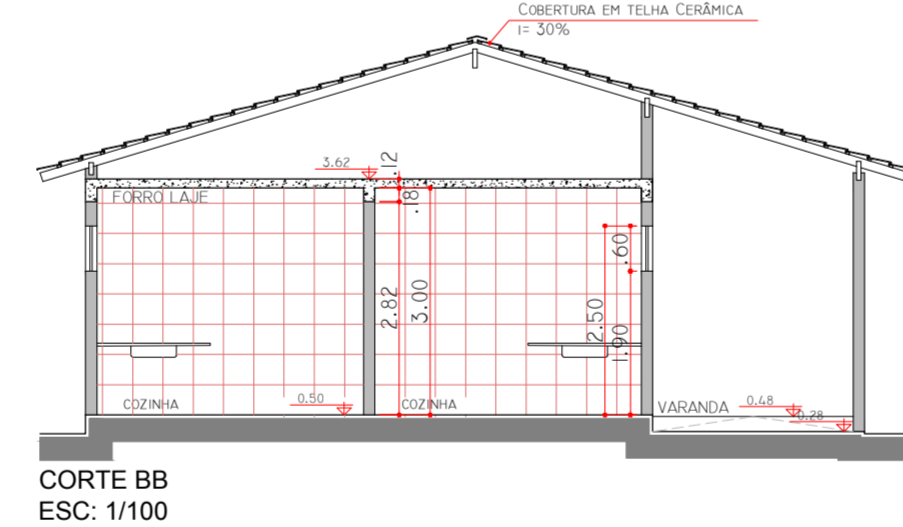 COBERTURA EM TELHA CERÂMICA
i= 30%
3.62
.12
FORRO LAJE
.18
.60
2.82
3.00
2.50
1.90
COZINHA
0.50
COZINHA
VARANDA
0.48
0.28
CORTE BB
ESC: 1/100